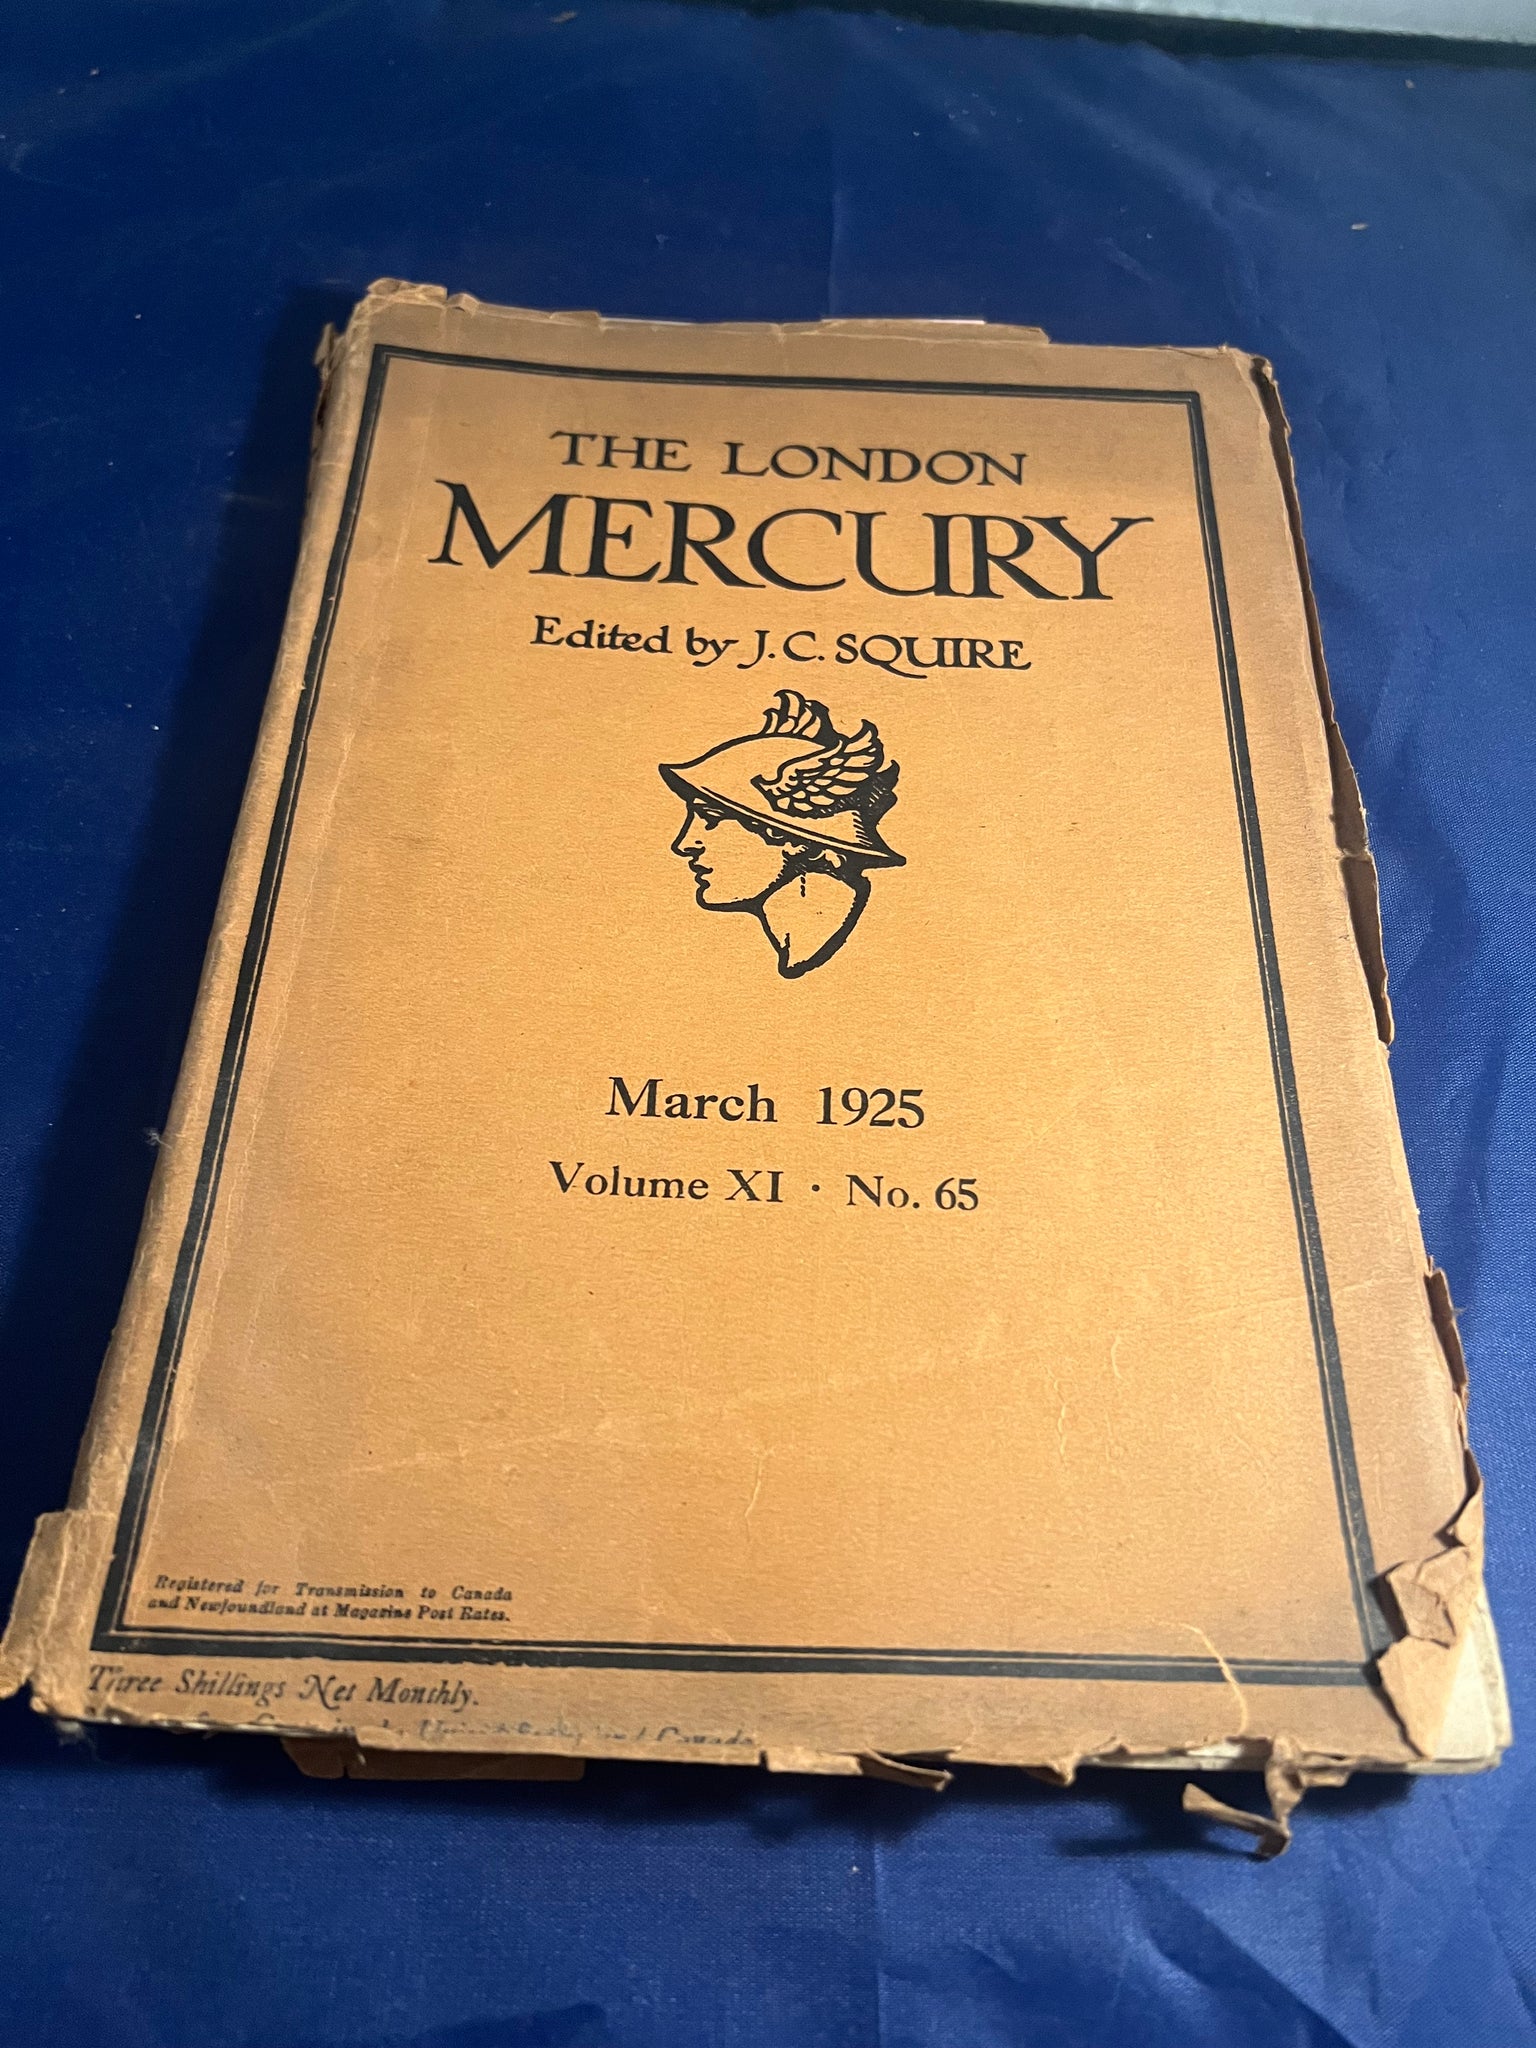 THE LONDON
MERCURY
Edited by J. C. SQUIRE
March 1925
Volume XI · No. 65
Registered for Transmission to Canada
and Newfoundland at Magazine Post Rates.
Three Shillings Net Monthly.
Canada